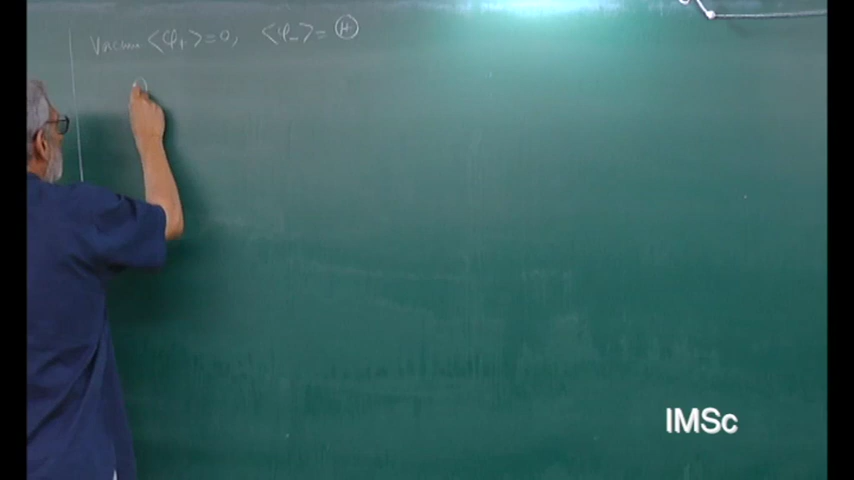 Vacuum <φ₊> = 0, <φ₋> = Ⓗ
IMSc